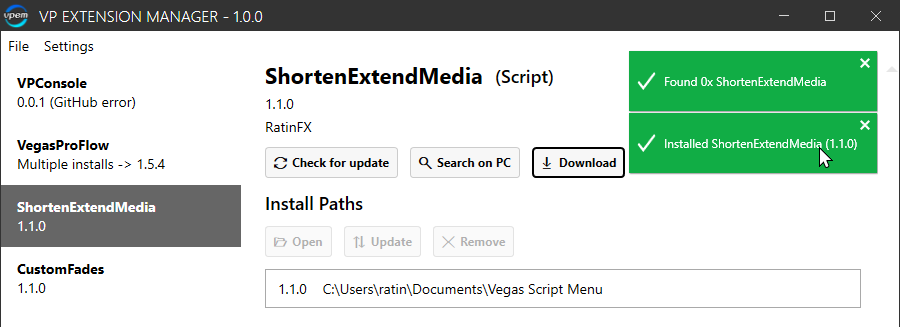 vpem VP EXTENSION MANAGER - 1.0.0
File Settings
VPConsole
0.0.1 (GitHub error)
VegasProFlow
Multiple installs -> 1.5.4
ShortenExtendMedia
1.1.0
CustomFades
1.1.0
ShortenExtendMedia (Script)
1.1.0
RatinFX
Check for update Search on PC Download
Install Paths
Open Update Remove
1.1.0 C:\Users\ratin\Documents\Vegas Script Menu
Found 0x ShortenExtendMedia
Installed ShortenExtendMedia (1.1.0)